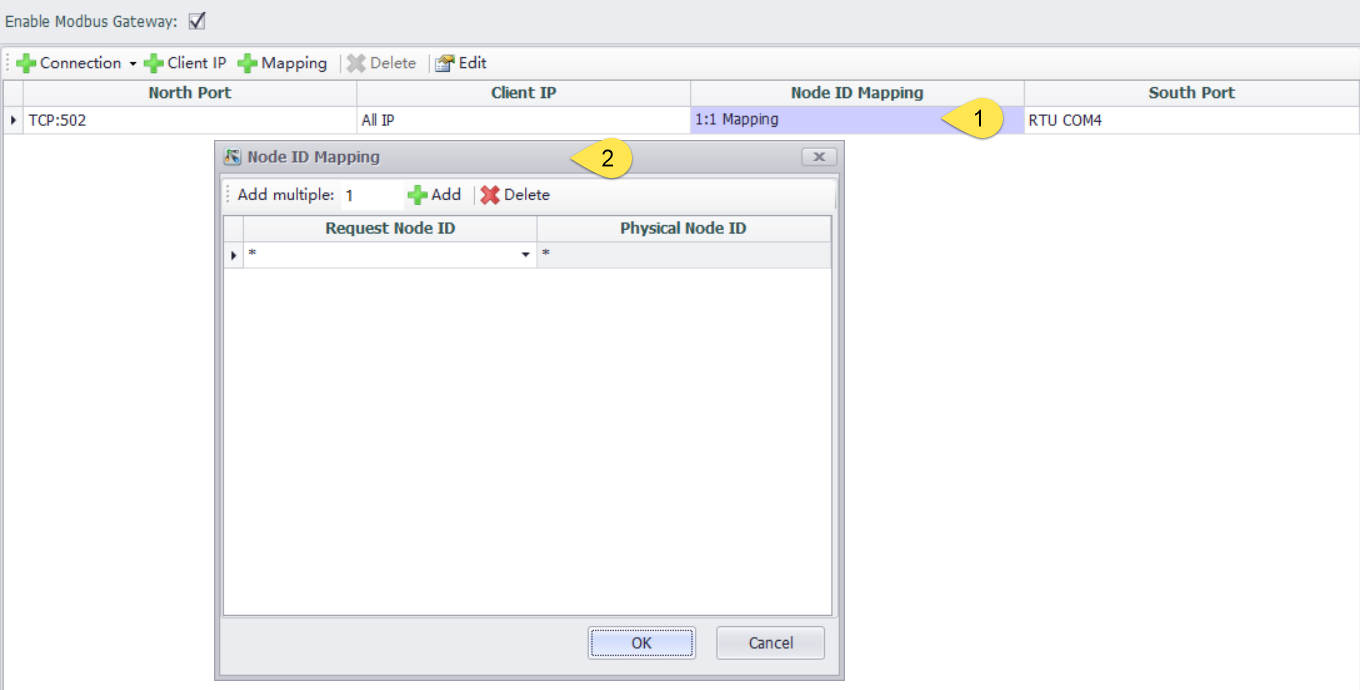 Enable Modbus Gateway:
Connection Client IP Mapping Delete Edit
North Port Client IP Node ID Mapping South Port
TCP:502 All IP 1:1 Mapping 1 RTU COM4
Node ID Mapping 2
Add multiple: 1 Add Delete
Request Node ID Physical Node ID
* *
OK Cancel